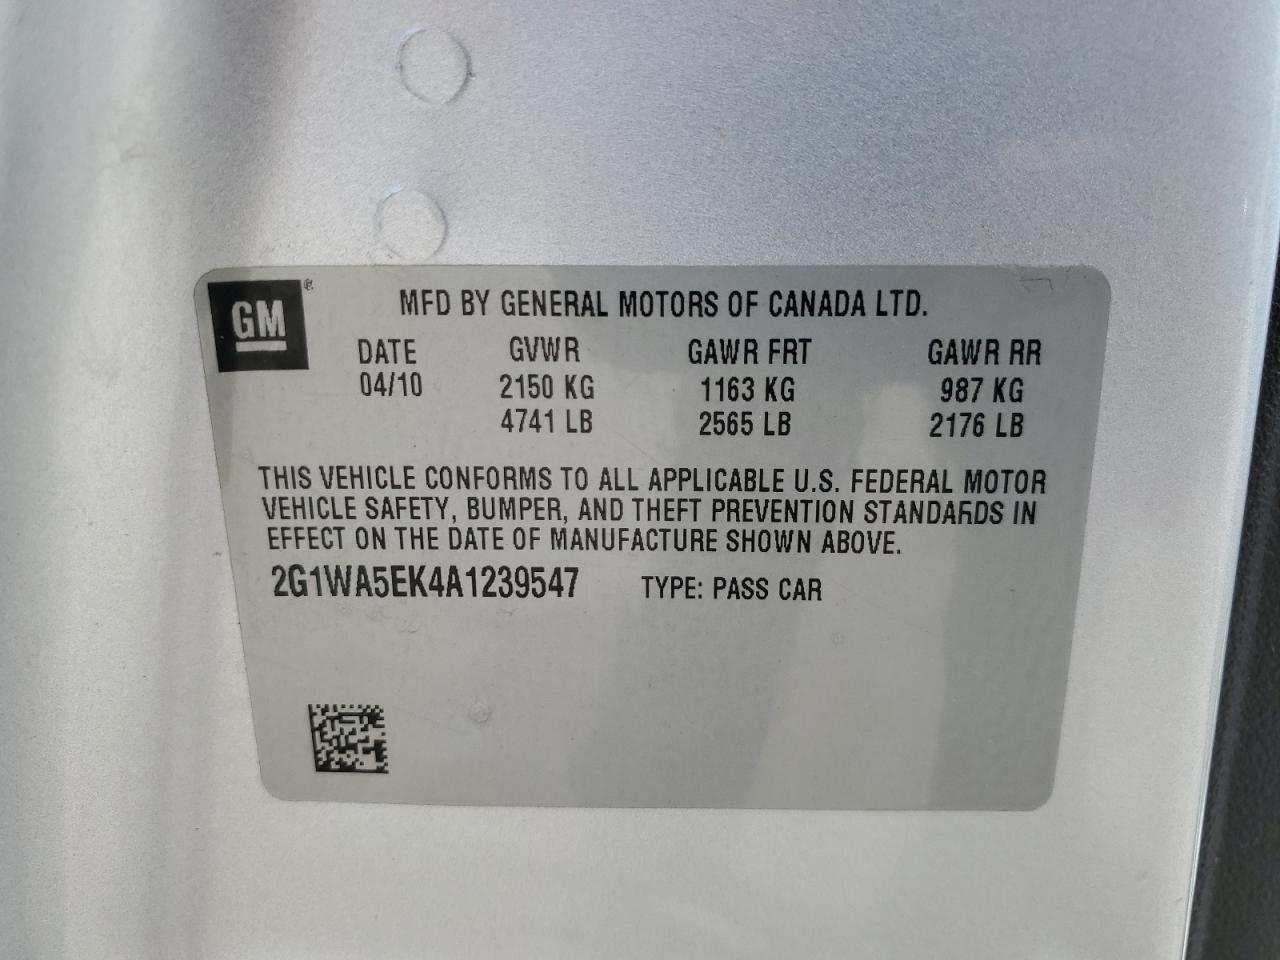 GM®
MFD BY GENERAL MOTORS OF CANADA LTD.
DATE GVWR GAWR FRT GAWR RR
04/10 2150 KG 1163 KG 987 KG
4741 LB 2565 LB 2176 LB
THIS VEHICLE CONFORMS TO ALL APPLICABLE U.S. FEDERAL MOTOR
VEHICLE SAFETY, BUMPER, AND THEFT PREVENTION STANDARDS IN
EFFECT ON THE DATE OF MANUFACTURE SHOWN ABOVE.
2G1WA5EK4A1239547 TYPE: PASS CAR